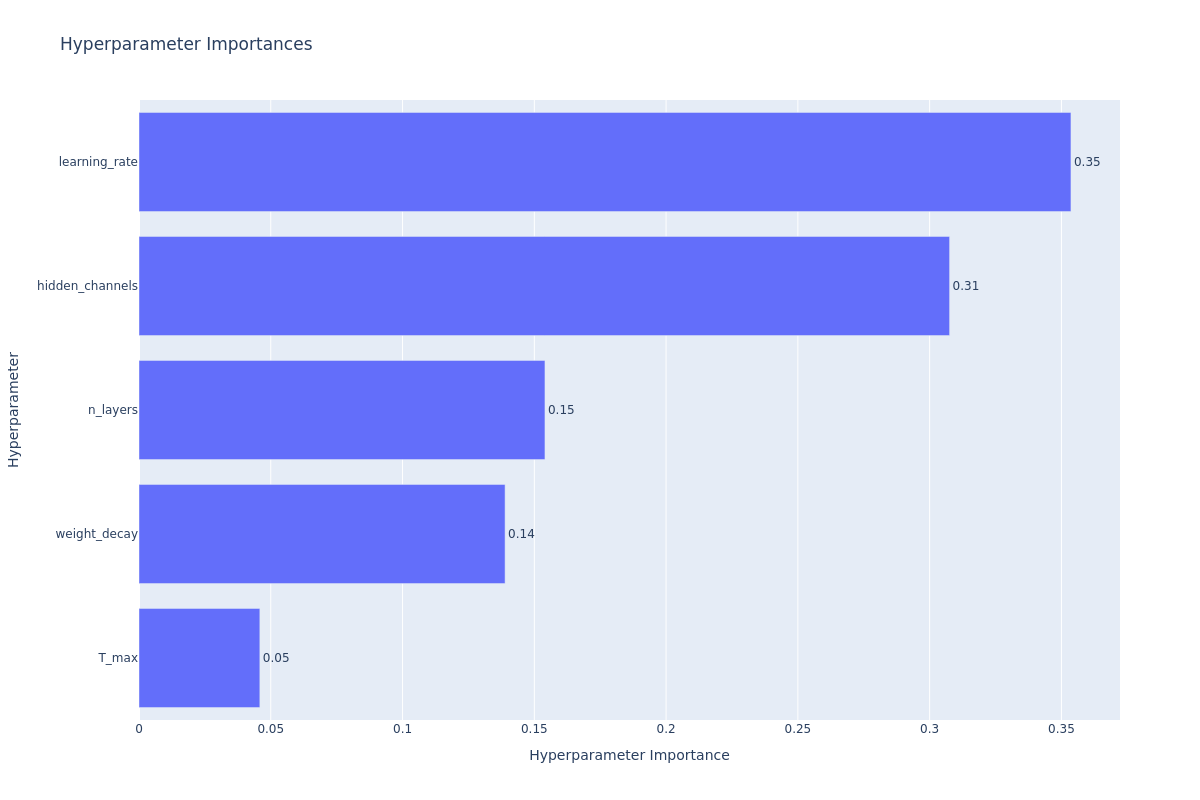 Hyperparameter Importances
learning_rate
0.35
hidden_channels
0.31
n_layers
0.15
weight_decay
0.14
T_max
0.05
0 0.05 0.1 0.15 0.2 0.25 0.3 0.35
Hyperparameter Importance
Hyperparameter